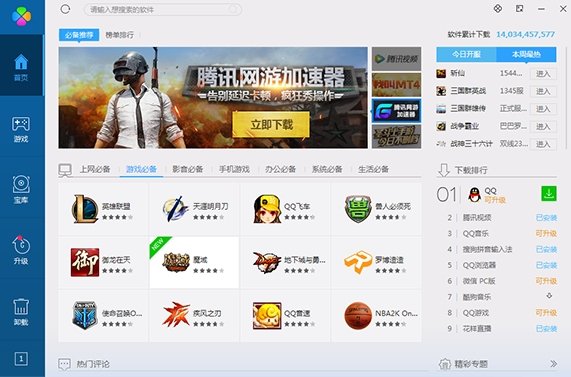 请输入想搜索的软件
首页
游戏
宝库
升级
卸载
1
必备推荐 榜单排行
软件累计下载 14,034,457,577
腾讯网游加速器
告别延迟卡顿，疯狂秀操作
立即下载
腾讯视频
我叫MT4
腾讯网游
加速器
今日开服 本周最热
斩仙 1544... 进入
三国群英战 1345服 进入
三国群雄传 正式服... 进入
战争霸业 巴巴罗... 进入
战神三十六计 双线23... 进入
上网必备 游戏必备 影音必备 手机游戏 办公必备 系统必备 生活必备
英雄联盟
天涯明月刀
QQ飞车
兽人必须死
御龙在天
NEW
魔域
地下城与勇...
罗博造造
使命召唤O...
疾风之刃
QQ音速
NBA2K On...
下载排行
01 QQ
可升级
2 腾讯视频 已安装
3 QQ音乐 可升级
4 搜狗拼音输入法 已安装
5 QQ浏览器 已安装
6 微信 PC版 可升级
7 酷狗音乐
8 QQ游戏 可升级
9 花样直播 已安装
热门评论
精彩专题